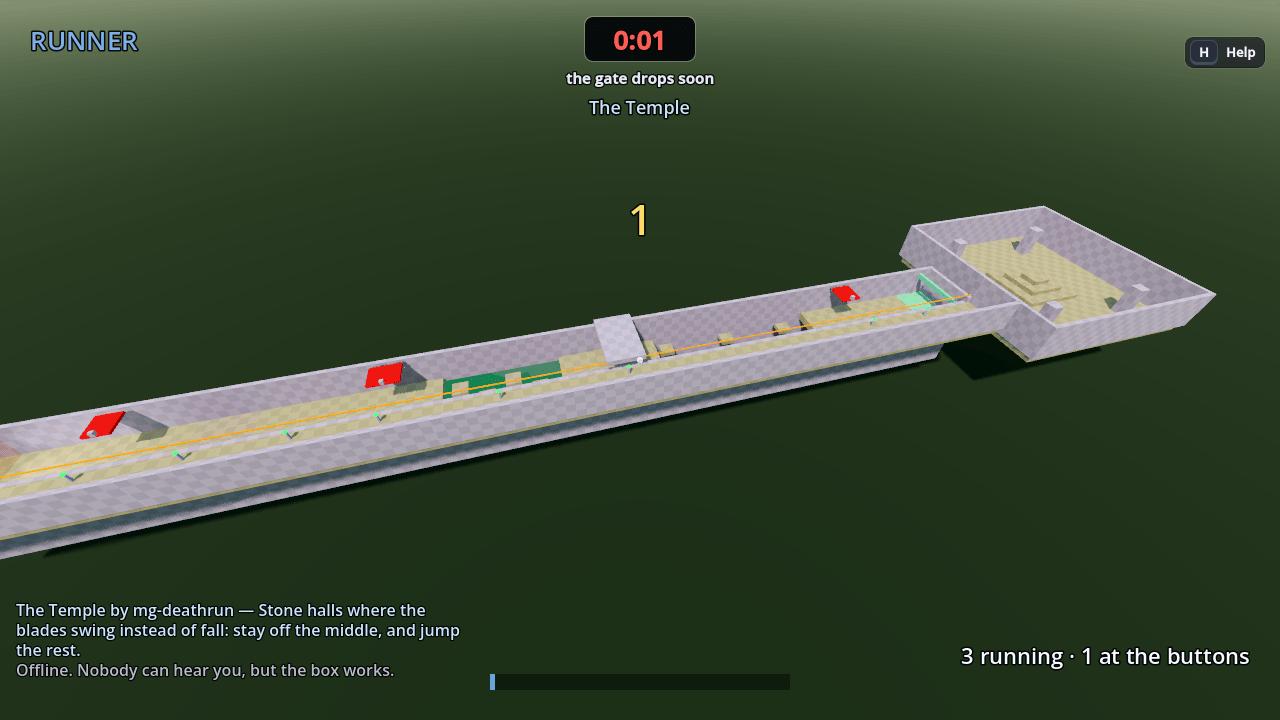 RUNNER
0:01
H Help
the gate drops soon
The Temple
1
The Temple by mg-deathrun — Stone halls where the
blades swing instead of fall: stay off the middle, and jump
the rest.
Offline. Nobody can hear you, but the box works.
3 running · 1 at the buttons